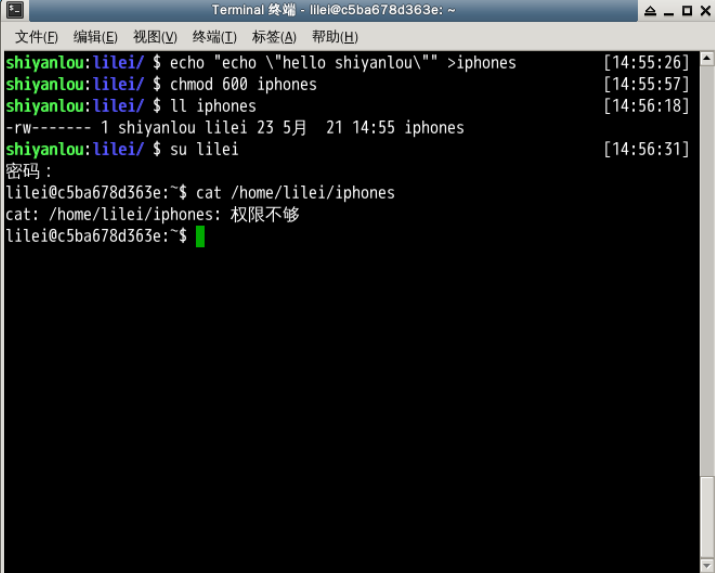 Terminal 终端 - lilei@c5ba678d363e: ~
文件(F) 编辑(E) 视图(V) 终端(T) 标签(A) 帮助(H)
shiyanlou:lilei/ $ echo "echo \"hello shiyanlou\"" >iphones [14:55:26]
shiyanlou:lilei/ $ chmod 600 iphones [14:55:57]
shiyanlou:lilei/ $ ll iphones [14:56:18]
-rw------- 1 shiyanlou lilei 23 5月  21 14:55 iphones
shiyanlou:lilei/ $ su lilei [14:56:31]
密码：
lilei@c5ba678d363e:~$ cat /home/lilei/iphones
cat: /home/lilei/iphones: 权限不够
lilei@c5ba678d363e:~$